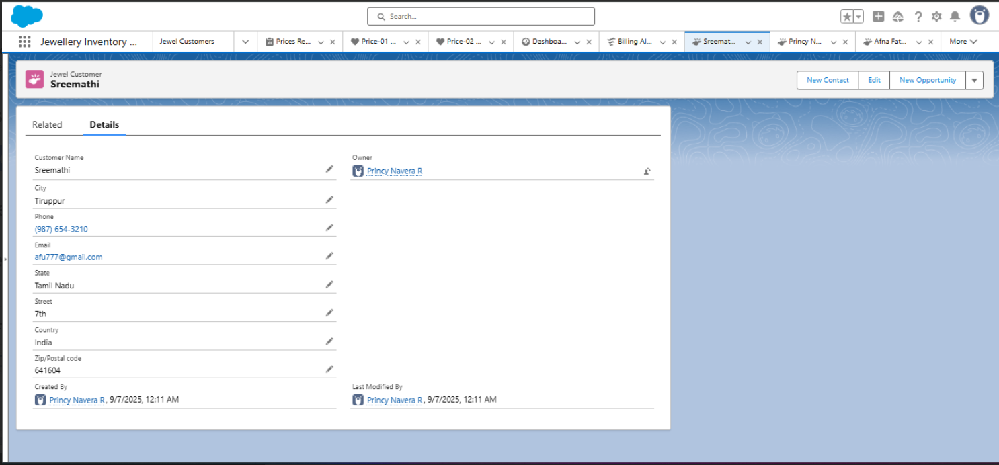 Search...
Jewellery Inventory ... Jewel Customers Prices Re... Price-01 ... Price-02 ... Dashboa... Billing Al... Sreemat... Princy N... Afna Fat... More
Jewel Customer
Sreemathi
New Contact Edit New Opportunity
Related Details
Customer Name Owner
Sreemathi Princy Navera R
City
Tiruppur
Phone
(987) 654-3210
Email
afu777@gmail.com
State
Tamil Nadu
Street
7th
Country
India
Zip/Postal code
641604
Created By Last Modified By
Princy Navera R, 9/7/2025, 12:11 AM Princy Navera R, 9/7/2025, 12:11 AM